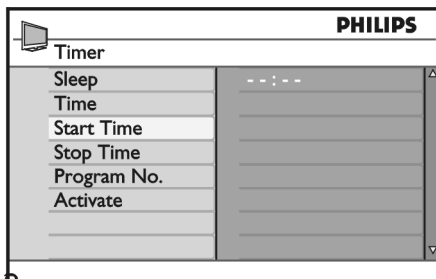 PHILIPS
Timer
Sleep --:--
Time
Start Time
Stop Time
Program No.
Activate